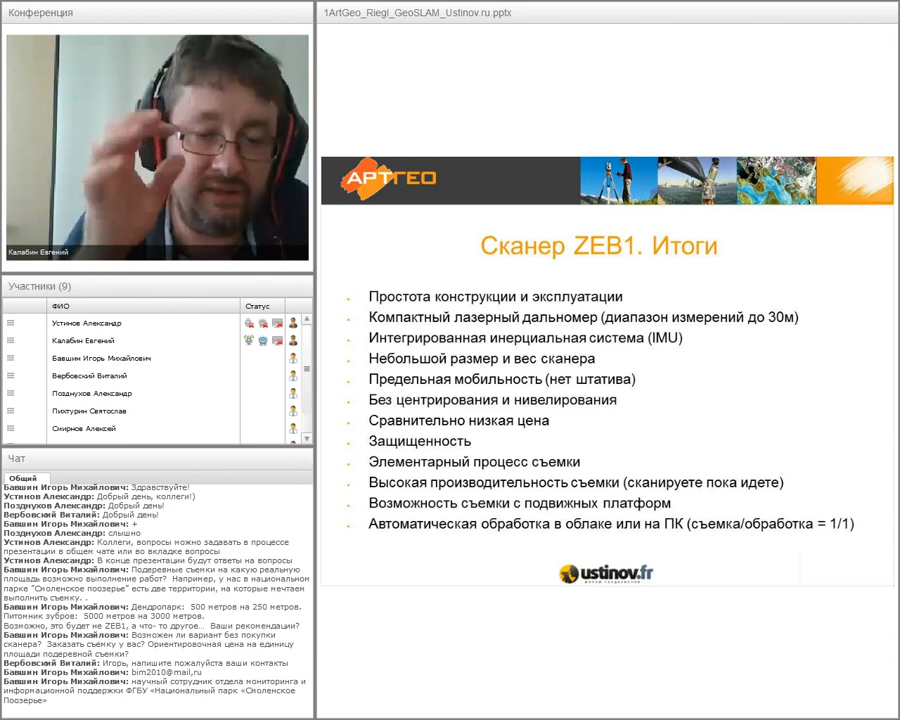 Конференция
Калабин Евгений
Участники (9)
ФИО
Статус
Устинов Александр
Калабин Евгений
Бавшин Игорь Михайлович
Вербовский Виталий
Позднухов Александр
Пихтурин Святослав
Смирнов Алексей
Чат
Общий
Бавшин Игорь Михайлович: Здравствуйте!
Устинов Александр: Добрый день, коллеги!)
Позднухов Александр: Добрый день!
Вербовский Виталий: Добрый день!
Бавшин Игорь Михайлович: +
Позднухов Александр: слышно
Устинов Александр: Коллеги, вопросы можно задавать в процессе
презентации в общем чате или во вкладке вопросы
Устинов Александр: В конце презентации будут ответы на вопросы
Бавшин Игорь Михайлович: Подеревные съемки на какую реальную
площадь возможно выполнение работ? Например, у нас в национальном
парке "Смоленское поозерье" есть две территории, на которые мечтаем
выполнить съемку. .
Бавшин Игорь Михайлович: Дендропарк: 500 метров на 250 метров.
Питомник зубров: 5000 метров на 3000 метров.
Возможно, это будет не ZEB1, а что- то другое... Ваши рекомендации?
Бавшин Игорь Михайлович: Возможен ли вариант без покупки
сканера? Заказать съемку у вас? Ориентировочная цена на единицу
площади подеревной съемки?
Вербовский Виталий: Игорь, напишите пожалуйста ваши контакты
Бавшин Игорь Михайлович: bim2010@mail,ru
Бавшин Игорь Михайлович: научный сотрудник отдела мониторинга и
информационной поддержки ФГБУ «Национальный парк «Смоленское
Поозерье»
1ArtGeo_Riegl_GeoSLAM_Ustinov.ru.pptx
АРТГЕО
Сканер ZEB1. Итоги
Простота конструкции и эксплуатации
Компактный лазерный дальномер (диапазон измерений до 30м)
Интегрированная инерциальная система (IMU)
Небольшой размер и вес сканера
Предельная мобильность (нет штатива)
Без центрирования и нивелирования
Сравнительно низкая цена
Защищенность
Элементарный процесс съемки
Высокая производительность съемки (сканируете пока идете)
Возможность съемки с подвижных платформ
Автоматическая обработка в облаке или на ПК (съемка/обработка = 1/1)
ustinov.fr